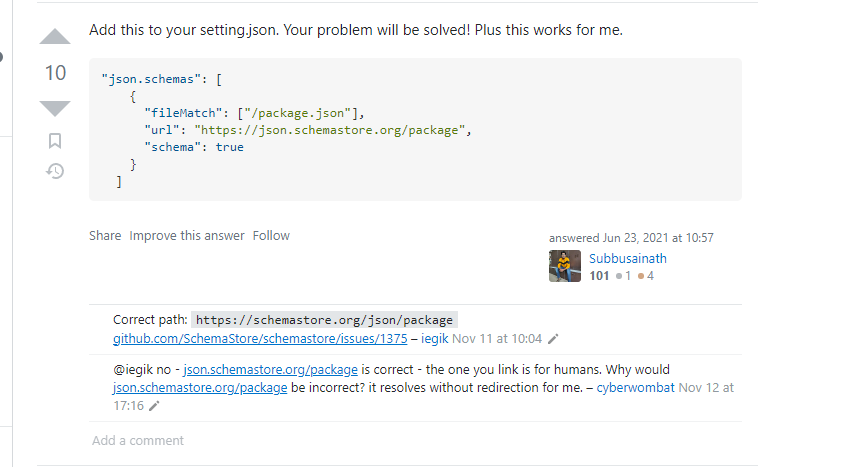 Add this to your setting.json. Your problem will be solved! Plus this works for me.
10
"json.schemas": [
{
"fileMatch": ["/package.json"],
"url": "https://json.schemastore.org/package",
"schema": true
}
]
Share Improve this answer Follow
answered Jun 23, 2021 at 10:57
Subbusainath
101 ●1 ●4
Correct path: https://schemastore.org/json/package
github.com/SchemaStore/schemastore/issues/1375 – iegik Nov 11 at 10:04
@iegik no - json.schemastore.org/package is correct - the one you link is for humans. Why would
json.schemastore.org/package be incorrect? it resolves without redirection for me. – cyberwombat Nov 12 at
17:16
Add a comment